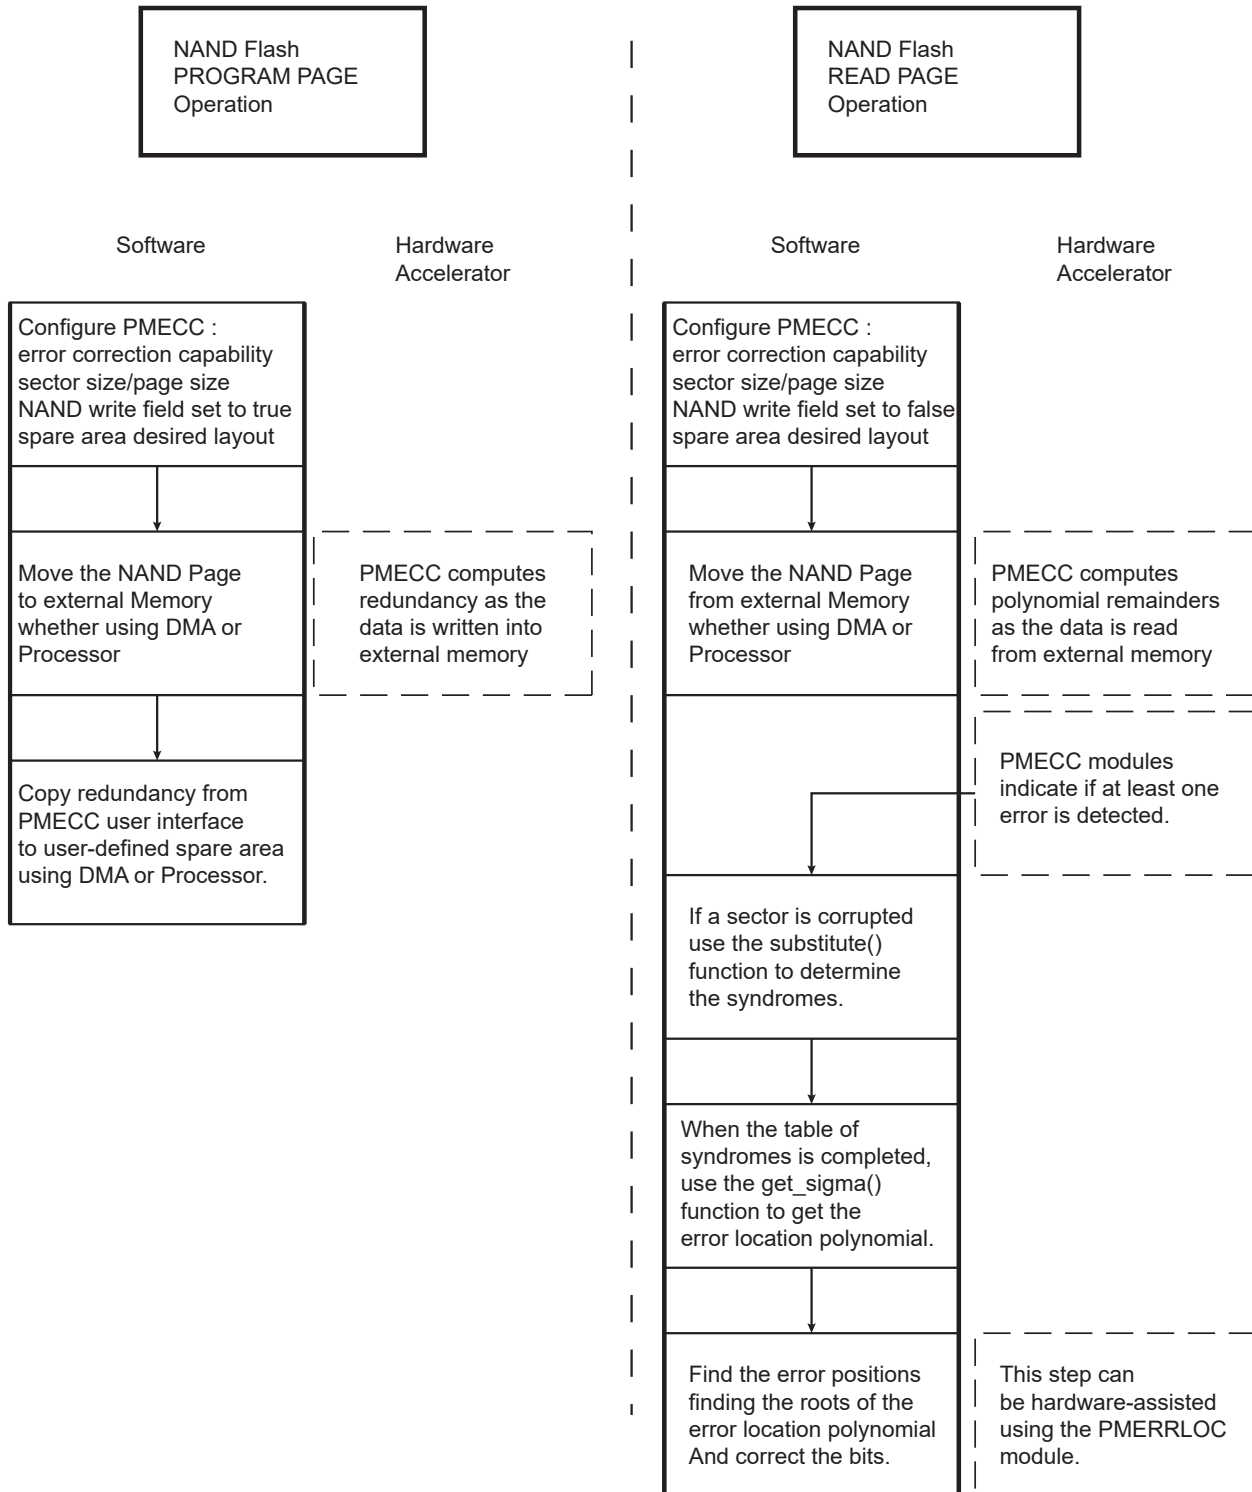 NAND Flash
PROGRAM PAGE
Operation
Software
Hardware
Accelerator
Configure PMECC :
error correction capability
sector size/page size
NAND write field set to true
spare area desired layout
Move the NAND Page
to external Memory
whether using DMA or
Processor
PMECC computes
redundancy as the
data is written into
external memory
Copy redundancy from
PMECC user interface
to user-defined spare area
using DMA or Processor.
NAND Flash
READ PAGE
Operation
Software
Hardware
Accelerator
Configure PMECC :
error correction capability
sector size/page size
NAND write field set to false
spare area desired layout
Move the NAND Page
from external Memory
whether using DMA or
Processor
PMECC computes
polynomial remainders
as the data is read
from external memory
PMECC modules
indicate if at least one
error is detected.
If a sector is corrupted
use the substitute()
function to determine
the syndromes.
When the table of
syndromes is completed,
use the get_sigma()
function to get the
error location polynomial.
Find the error positions
finding the roots of the
error location polynomial
And correct the bits.
This step can
be hardware-assisted
using the PMERRLOC
module.